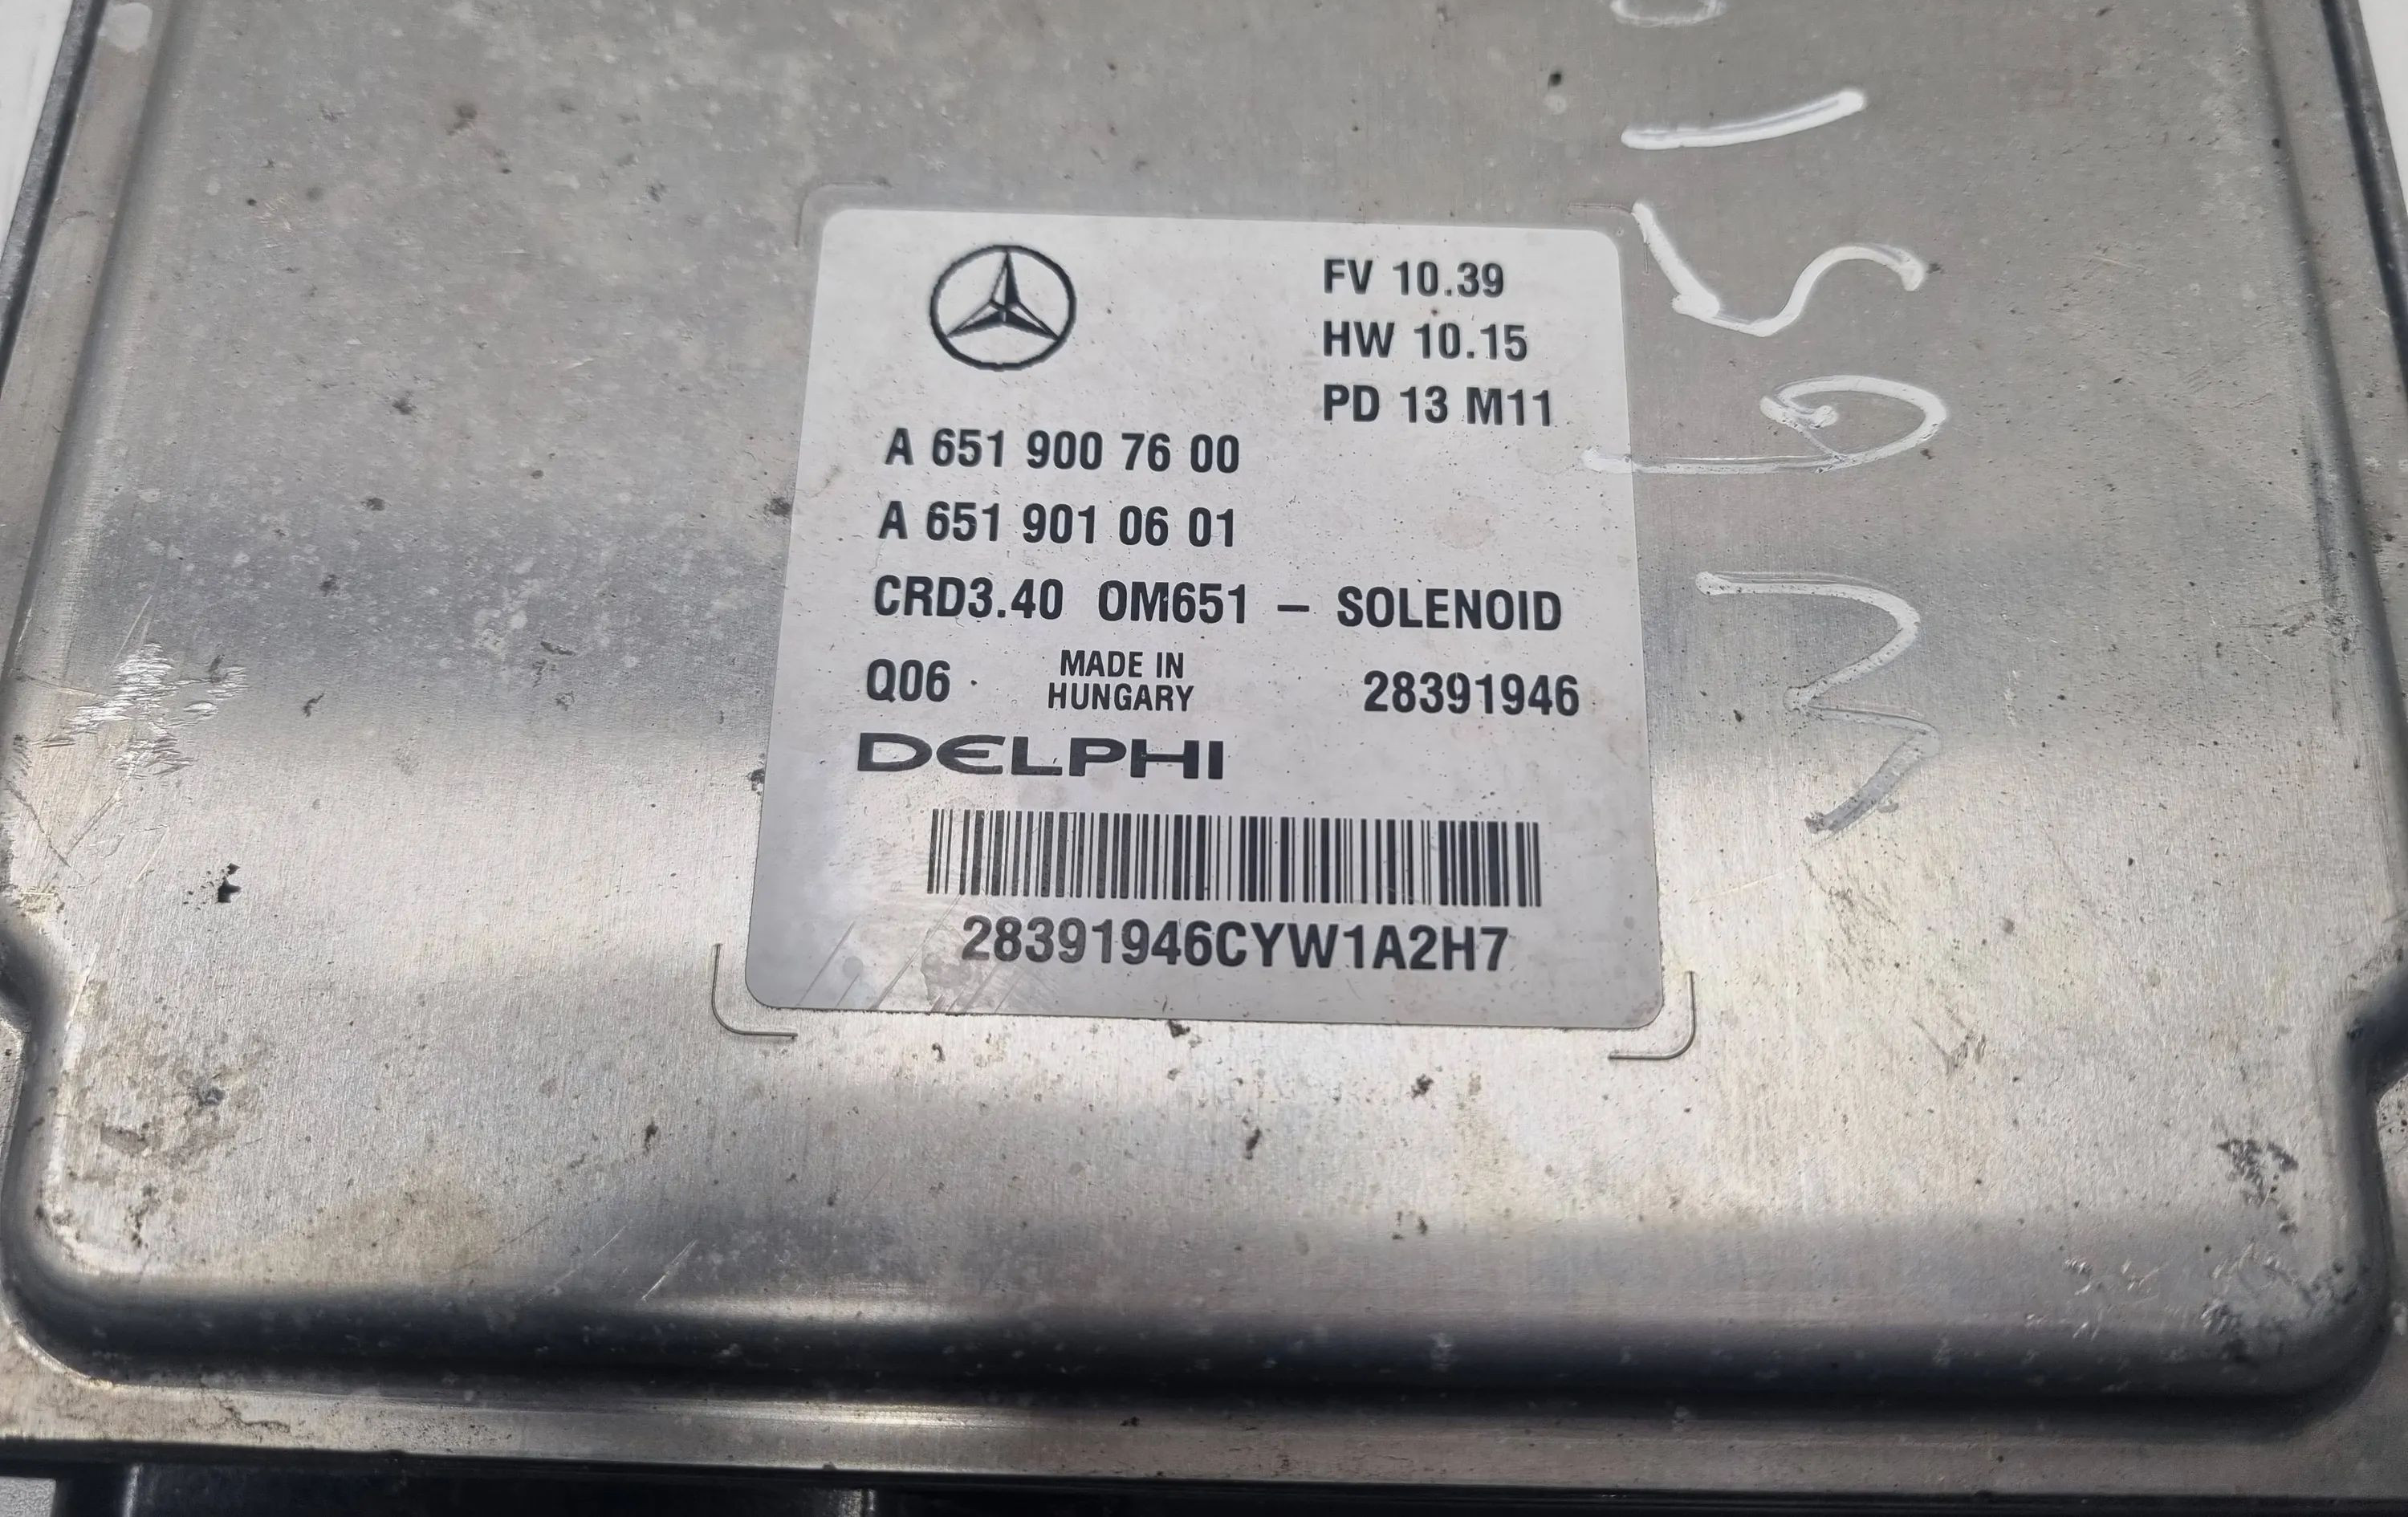 FV 10.39
HW 10.15
PD 13 M11
A 651 900 76 00
A 651 901 06 01
CRD3.40 OM651 – SOLENOID
Q06
MADE IN
HUNGARY
28391946
DELPHI
28391946CYW1A2H7